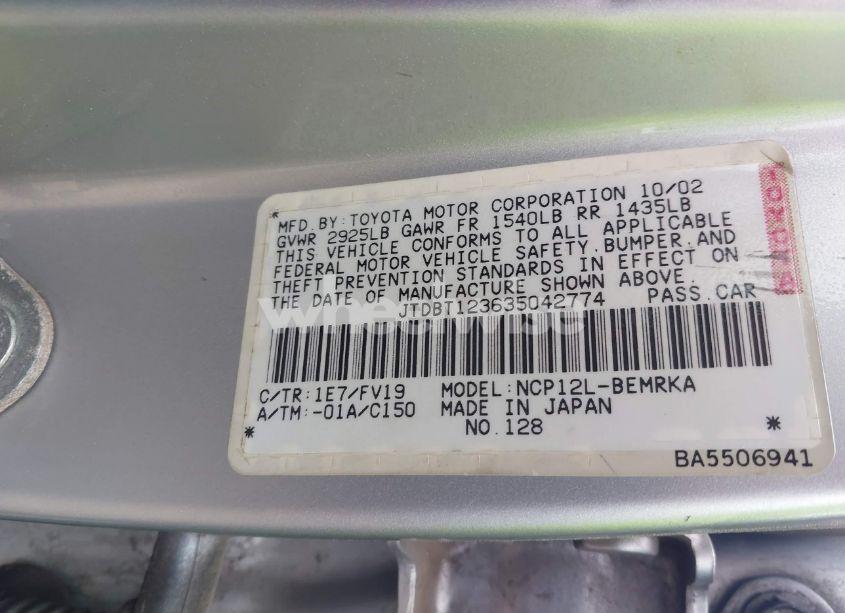 MFD.BY:TOYOTA MOTOR CORPORATION 10/02
GVWR 2925LB GAWR FR 1540LB RR 1435LB
THIS VEHICLE CONFORMS TO ALL APPLICABLE
FEDERAL MOTOR VEHICLE SAFETY,BUMPER,AND
THEFT PREVENTION STANDARDS IN EFFECT ON
THE DATE OF MANUFACTURE SHOWN ABOVE.
JTDBT123635042774 PASS.CAR
wheelwise
C/TR:1E7/FV19 MODEL:NCP12L-BEMRKA
A/TM:-01A/C150 MADE IN JAPAN
NO.128
BA5506941